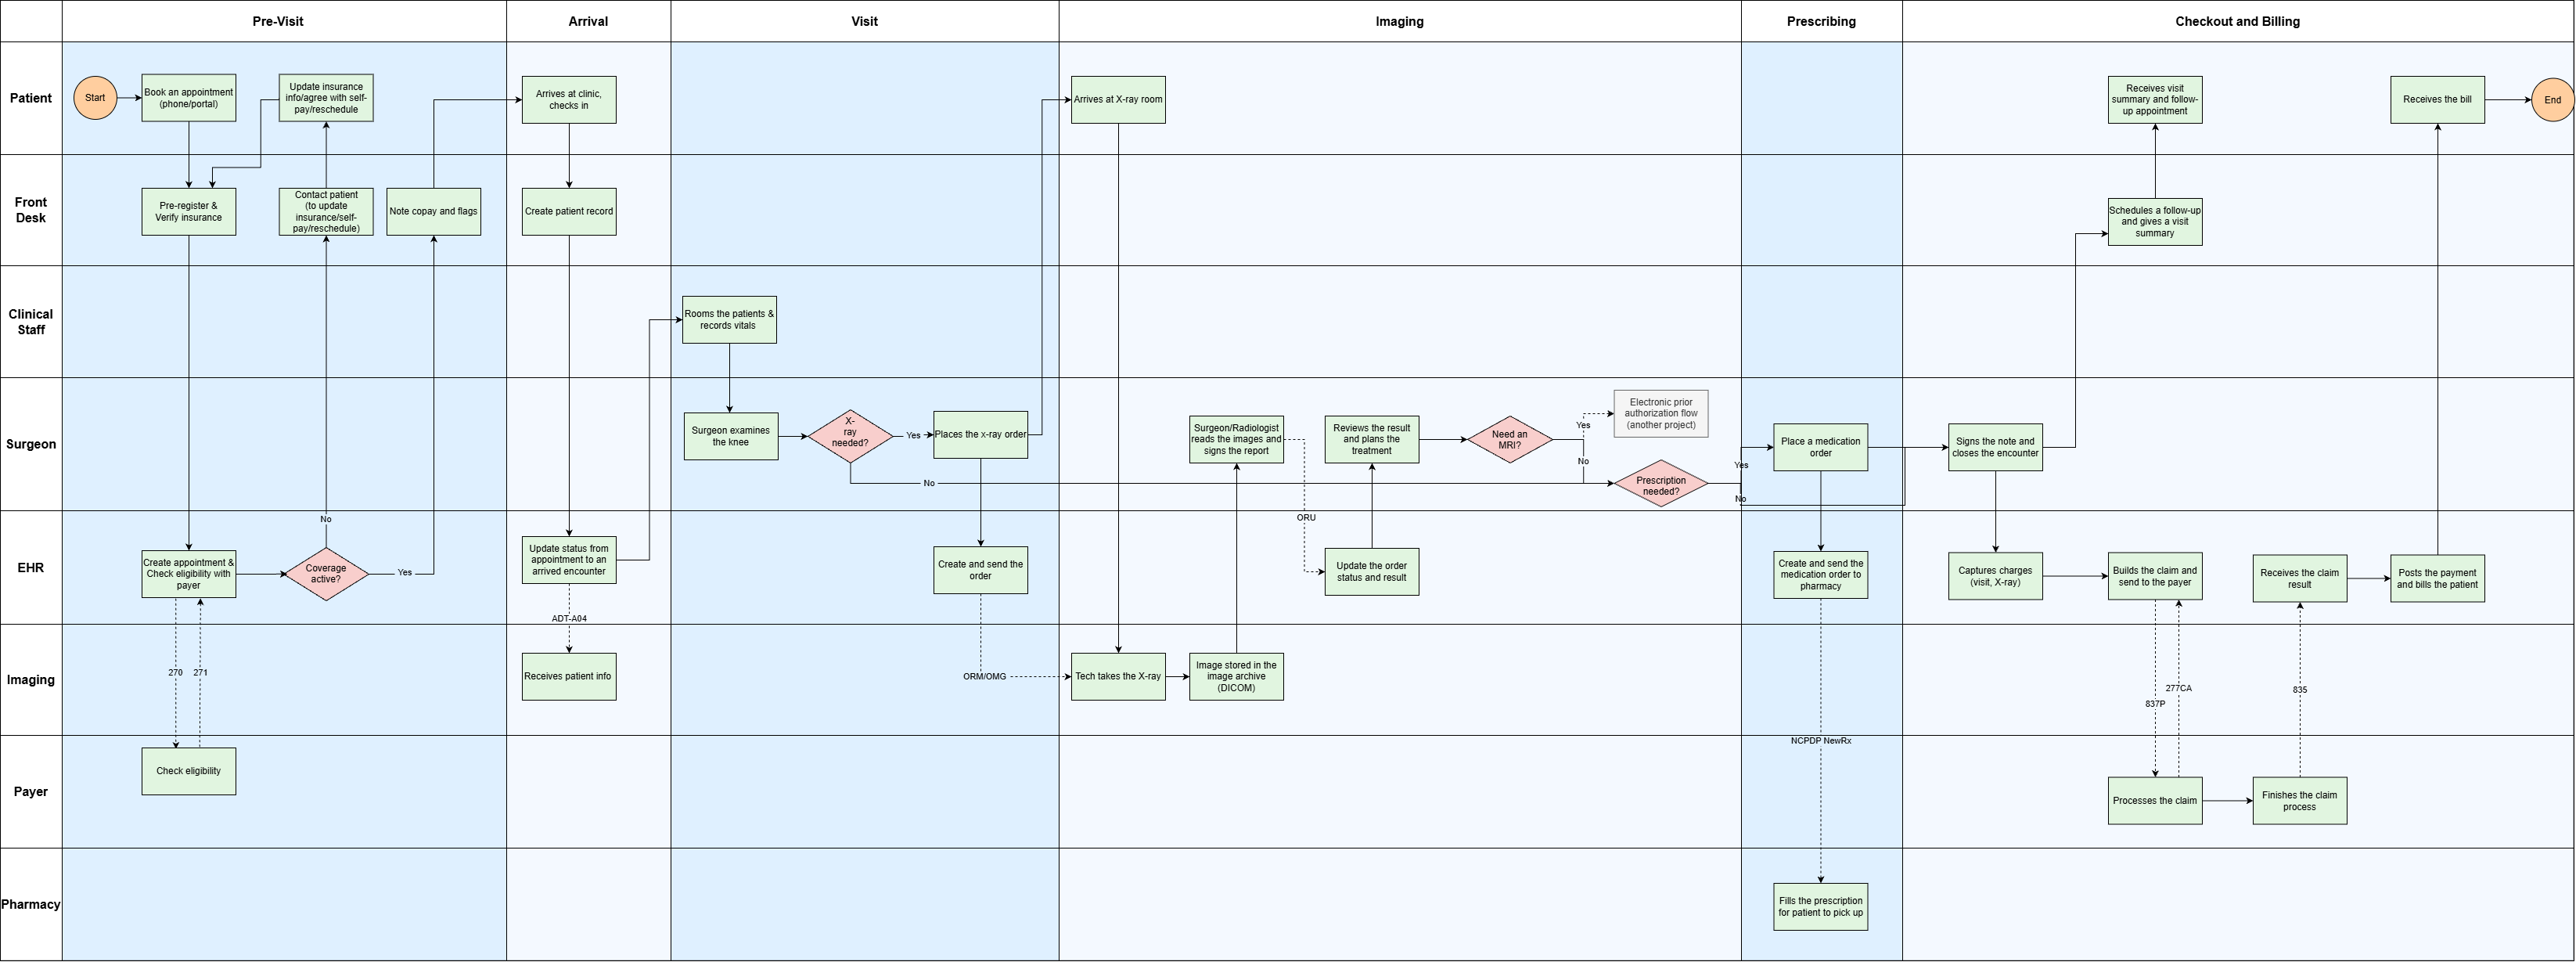 Pre-Visit
Arrival
Visit
Imaging
Prescribing
Checkout and Billing
Patient
Start
Book an appointment
(phone/portal)
Update insurance
info/agree with self-
pay/reschedule
Arrives at clinic,
checks in
Arrives at X-ray room
Receives visit
summary and follow-
up appointment
Receives the bill
End
Front
Desk
Pre-register &
Verify insurance
Contact patient
(to update
insurance/self-
pay/reschedule)
Note copay and flags
Create patient record
Schedules a follow-up
and gives a visit
summary
Clinical
Staff
Rooms the patients &
records vitals
Surgeon
Surgeon examines
the knee
X-
ray
needed?
Yes
No
Places the x-ray order
Surgeon/Radiologist
reads the images and
signs the report
ORU
Reviews the result
and plans the
treatment
Need an
MRI?
Yes
No
Electronic prior
authorization flow
(another project)
Prescription
needed?
Yes
No
Place a medication
order
Signs the note and
closes the encounter
EHR
Create appointment &
Check eligibility with
payer
Coverage
active?
No
Yes
Update status from
appointment to an
arrived encounter
ADT-A04
Create and send the
order
Update the order
status and result
Create and send the
medication order to
pharmacy
Captures charges
(visit, X-ray)
Builds the claim and
send to the payer
Receives the claim
result
Posts the payment
and bills the patient
Imaging
270
271
Receives patient info
ORM/OMG
Tech takes the X-ray
Image stored in the
image archive
(DICOM)
837P
277CA
835
Payer
Check eligibility
NCPDP NewRx
Processes the claim
Finishes the claim
process
Pharmacy
Fills the prescription
for patient to pick up